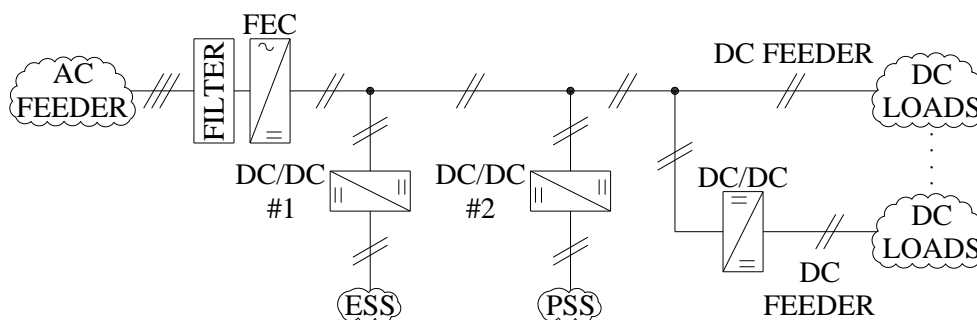 AC
FEEDER
FILTER
FEC
DC/DC
#1
ESS
DC/DC
#2
PSS
DC/DC
DC FEEDER
DC
LOADS
DC
FEEDER
DC
LOADS